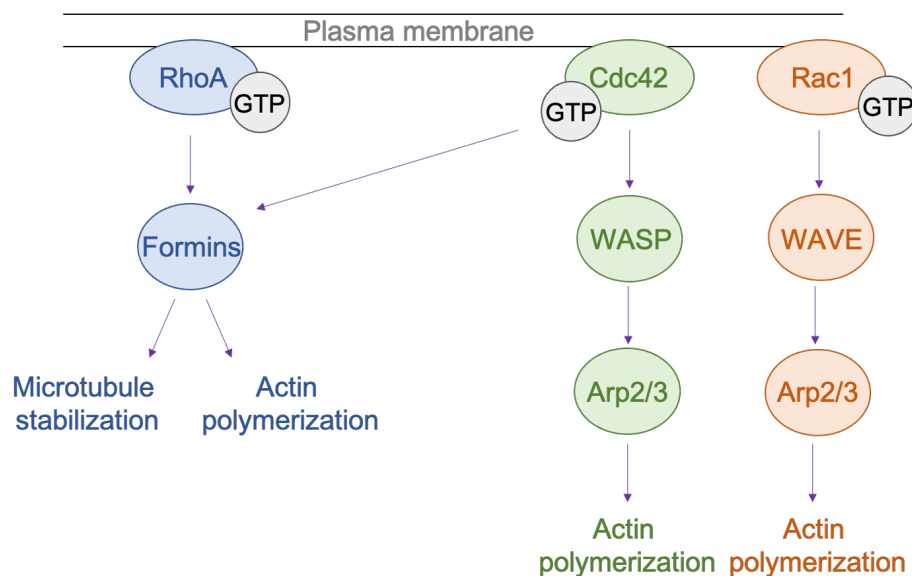 Plasma membrane
RhoA
GTP
Cdc42
GTP
Rac1
GTP
Formins
WASP
WAVE
Microtubule
stabilization
Actin
polymerization
Arp2/3
Arp2/3
Actin
polymerization
Actin
polymerization